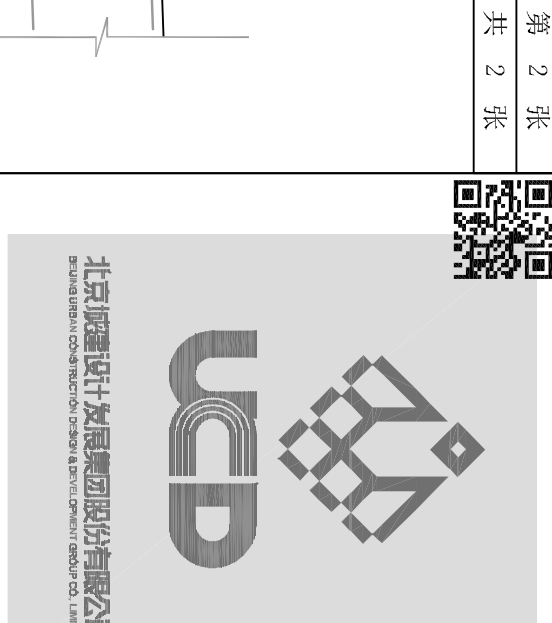 第 2 张
共 2 张
UCD
北京城建设计发展集团股份有限公
BEIJING URBAN CONSTRUCTION DESIGN & DEVELOPMENT GROUP CO., LIMI